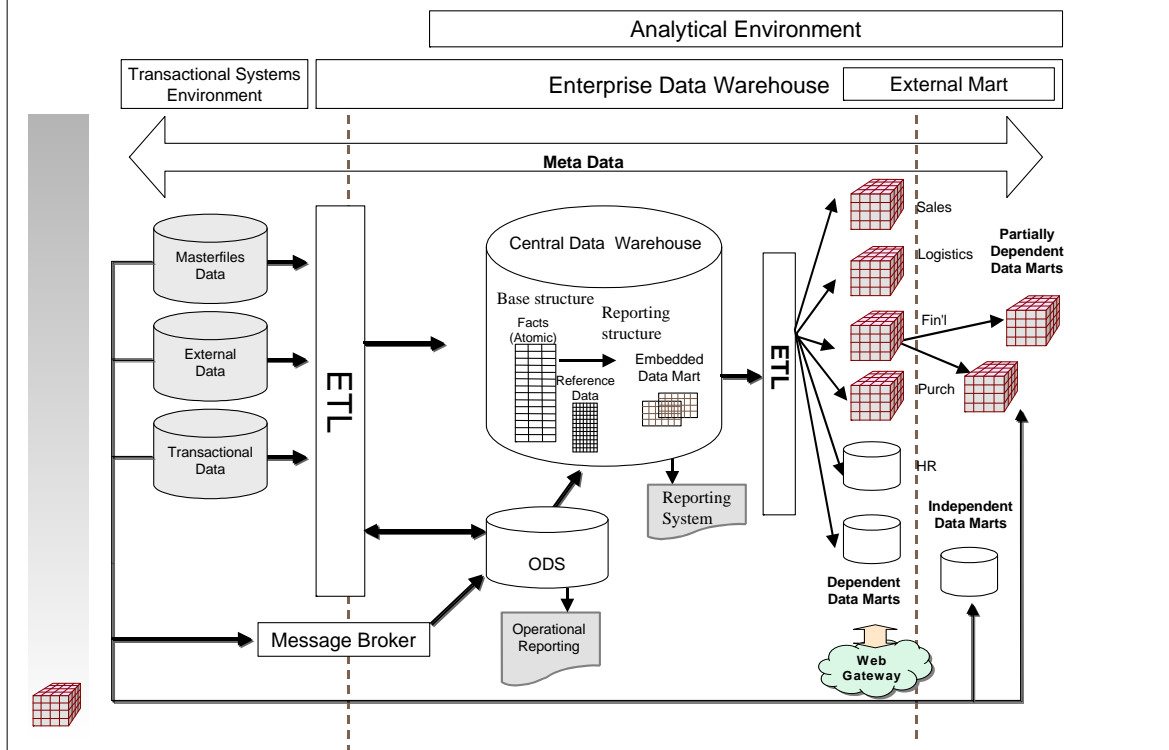 Analytical Environment
Transactional Systems
Environment
Enterprise Data Warehouse
External Mart
Meta Data
Masterfiles
Data
External
Data
Transactional
Data
ETL
Message Broker
Central Data Warehouse
Base structure
Facts
(Atomic)
Reference
Data
Reporting
structure
Embedded
Data Mart
Reporting
System
ODS
Operational
Reporting
ETL
Sales
Logistics
Fin'l
Purch
HR
Dependent
Data Marts
Web
Gateway
Partially
Dependent
Data Marts
Independent
Data Marts